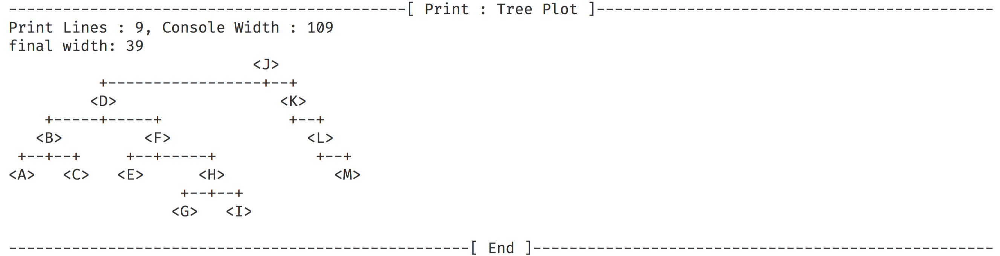 --------------------------------------------[ Print : Tree Plot ]--------------------------------------------
Print Lines : 9, Console Width : 109
final width: 39
                           <J>
          +-----------------+--+
         <D>                  <K>
    +-----+-----+              +--+
   <B>         <F>               <L>
 +--+--+     +--+-----+           +--+
<A>   <C>   <E>      <H>            <M>
                   +--+--+
                  <G>   <I>
---------------------------------------------------[ End ]---------------------------------------------------